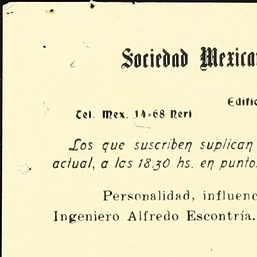 Sociedad Mexica
Edific
Tel. Mex. 14=68 Neri
Los que suscriben suplican
actual, a las 18.30 hs. en punto
Personalidad, influenc
Ingeniero Alfredo Escontría.